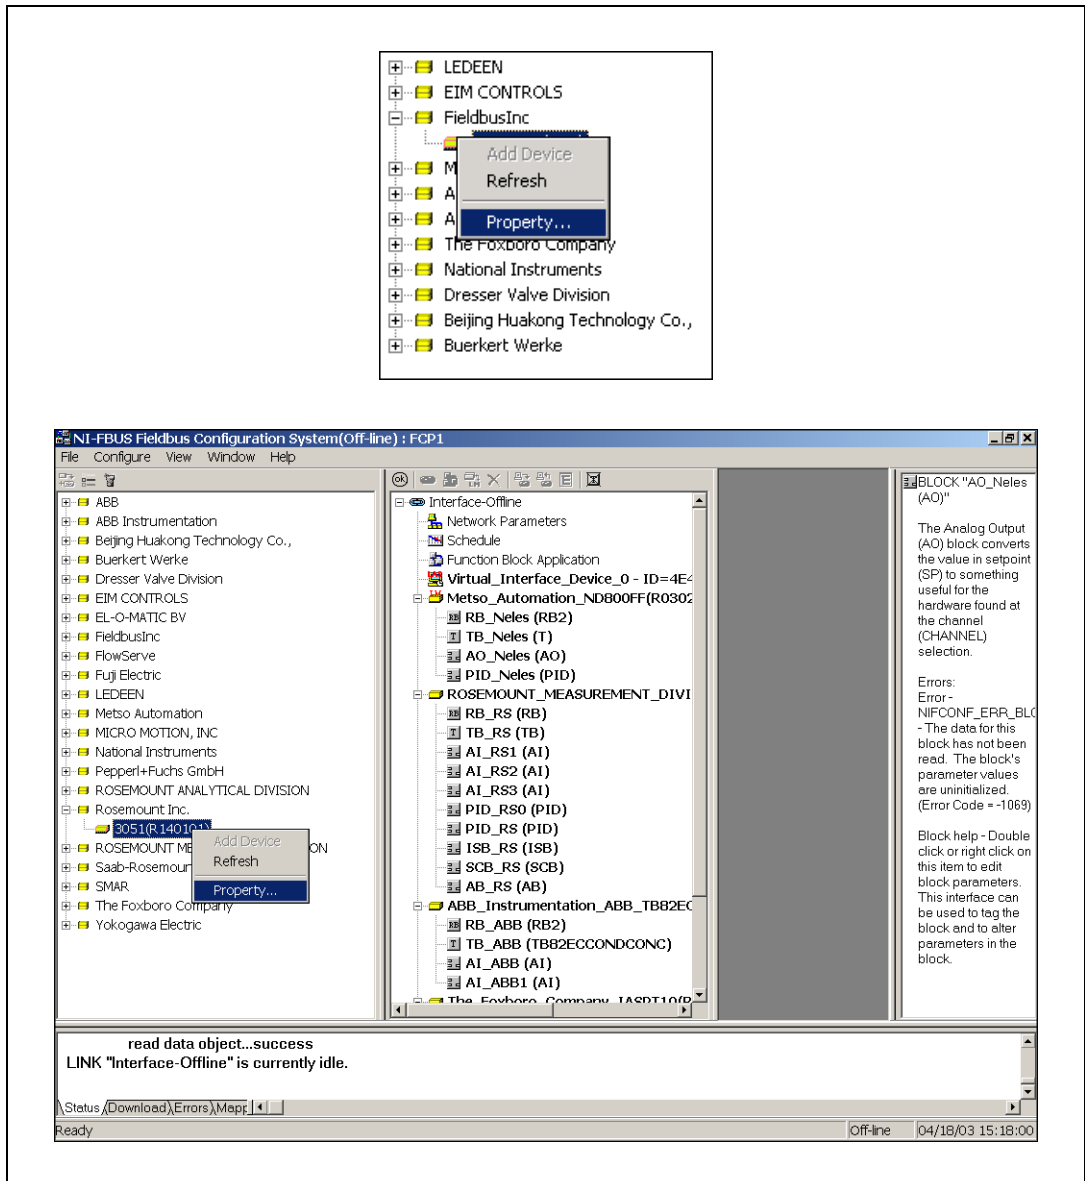 LEDEEN
EIM CONTROLS
FieldbusInc
Add Device
M
Refresh
A
A
Property...
The Foxboro Company
National Instruments
Dresser Valve Division
Beijing Huakong Technology Co.,
Buerkert Werke
NI-FBUS Fieldbus Configuration System(Off-line) : FCP1
File Configure View Window Help
ABB
ABB Instrumentation
Beijing Huakong Technology Co.,
Buerkert Werke
Dresser Valve Division
EIM CONTROLS
EL-O-MATIC BV
FieldbusInc
FlowServe
Fuji Electric
LEDEEN
Metso Automation
MICRO MOTION, INC
National Instruments
Pepperl+Fuchs GmbH
ROSEMOUNT ANALYTICAL DIVISION
Rosemount Inc.
3051(R140101)
ROSEMOUNT ME ON
Saab-Rosemoun
SMAR
The Foxboro Company
Yokogawa Electric
Add Device
Refresh
Property...
Interface-Offline
Network Parameters
Schedule
Function Block Application
Virtual_Interface_Device_0 - ID=4E4
Metso_Automation_ND800FF(R0302
RB_Neles (RB2)
TB_Neles (T)
AO_Neles (AO)
PID_Neles (PID)
ROSEMOUNT_MEASUREMENT_DIVI
RB_RS (RB)
TB_RS (TB)
AI_RS1 (AI)
AI_RS2 (AI)
AI_RS3 (AI)
PID_RS0 (PID)
PID_RS (PID)
ISB_RS (ISB)
SCB_RS (SCB)
AB_RS (AB)
ABB_Instrumentation_ABB_TB82EC
RB_ABB (RB2)
TB_ABB (TB82ECCONDCONC)
AI_ABB (AI)
AI_ABB1 (AI)
The_Foxboro_Company_IASPT10(R
BLOCK "AO_Neles
(AO)"
The Analog Output
(AO) block converts
the value in setpoint
(SP) to something
useful for the
hardware found at
the channel
(CHANNEL)
selection.
Errors:
Error -
NIFCONF_ERR_BLO
- The data for this
block has not been
read. The block's
parameter values
are uninitialized.
(Error Code = -1069)
Block help - Double
click or right click on
this item to edit
block parameters.
This interface can
be used to tag the
block and to alter
parameters in the
block.
read data object...success
LINK "Interface-Offline" is currently idle.
Status Download Errors Mapp
Ready Off-line 04/18/03 15:18:00